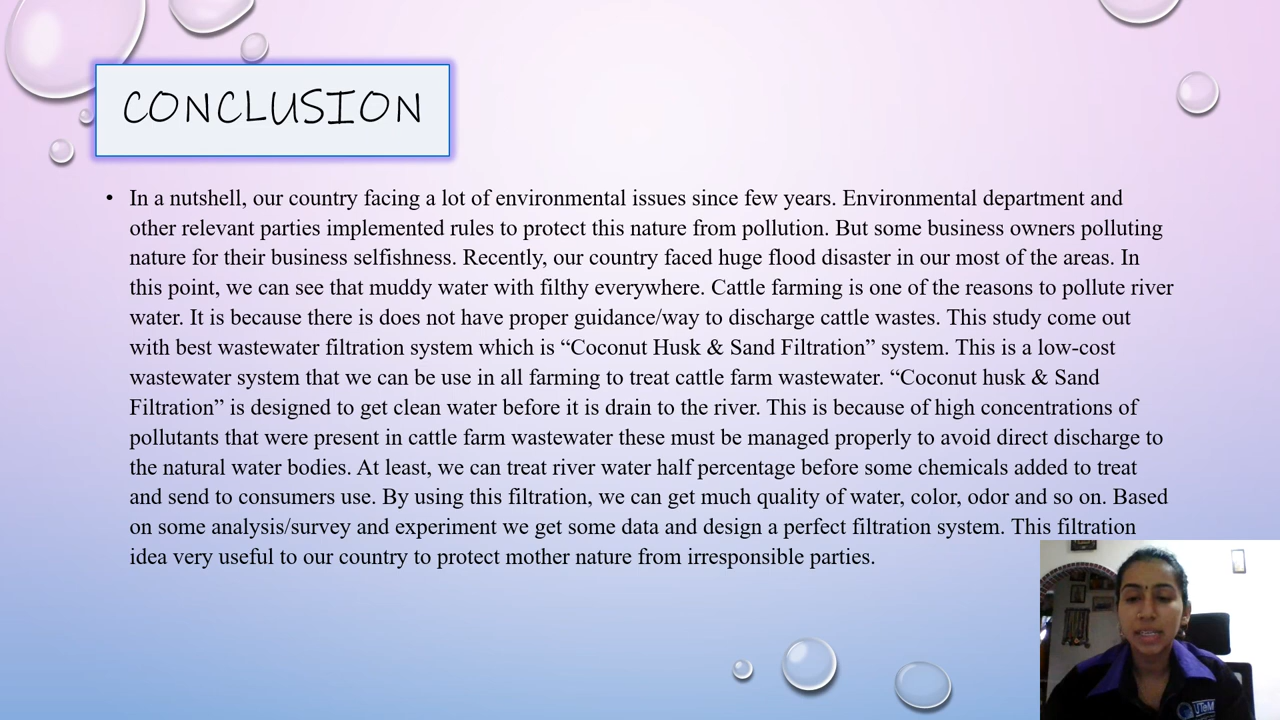 CONCLUSION
• In a nutshell, our country facing a lot of environmental issues since few years. Environmental department and
other relevant parties implemented rules to protect this nature from pollution. But some business owners polluting
nature for their business selfishness. Recently, our country faced huge flood disaster in our most of the areas. In
this point, we can see that muddy water with filthy everywhere. Cattle farming is one of the reasons to pollute river
water. It is because there is does not have proper guidance/way to discharge cattle wastes. This study come out
with best wastewater filtration system which is “Coconut Husk & Sand Filtration” system. This is a low-cost
wastewater system that we can be use in all farming to treat cattle farm wastewater. “Coconut husk & Sand
Filtration” is designed to get clean water before it is drain to the river. This is because of high concentrations of
pollutants that were present in cattle farm wastewater these must be managed properly to avoid direct discharge to
the natural water bodies. At least, we can treat river water half percentage before some chemicals added to treat
and send to consumers use. By using this filtration, we can get much quality of water, color, odor and so on. Based
on some analysis/survey and experiment we get some data and design a perfect filtration system. This filtration
idea very useful to our country to protect mother nature from irresponsible parties.
UTeM